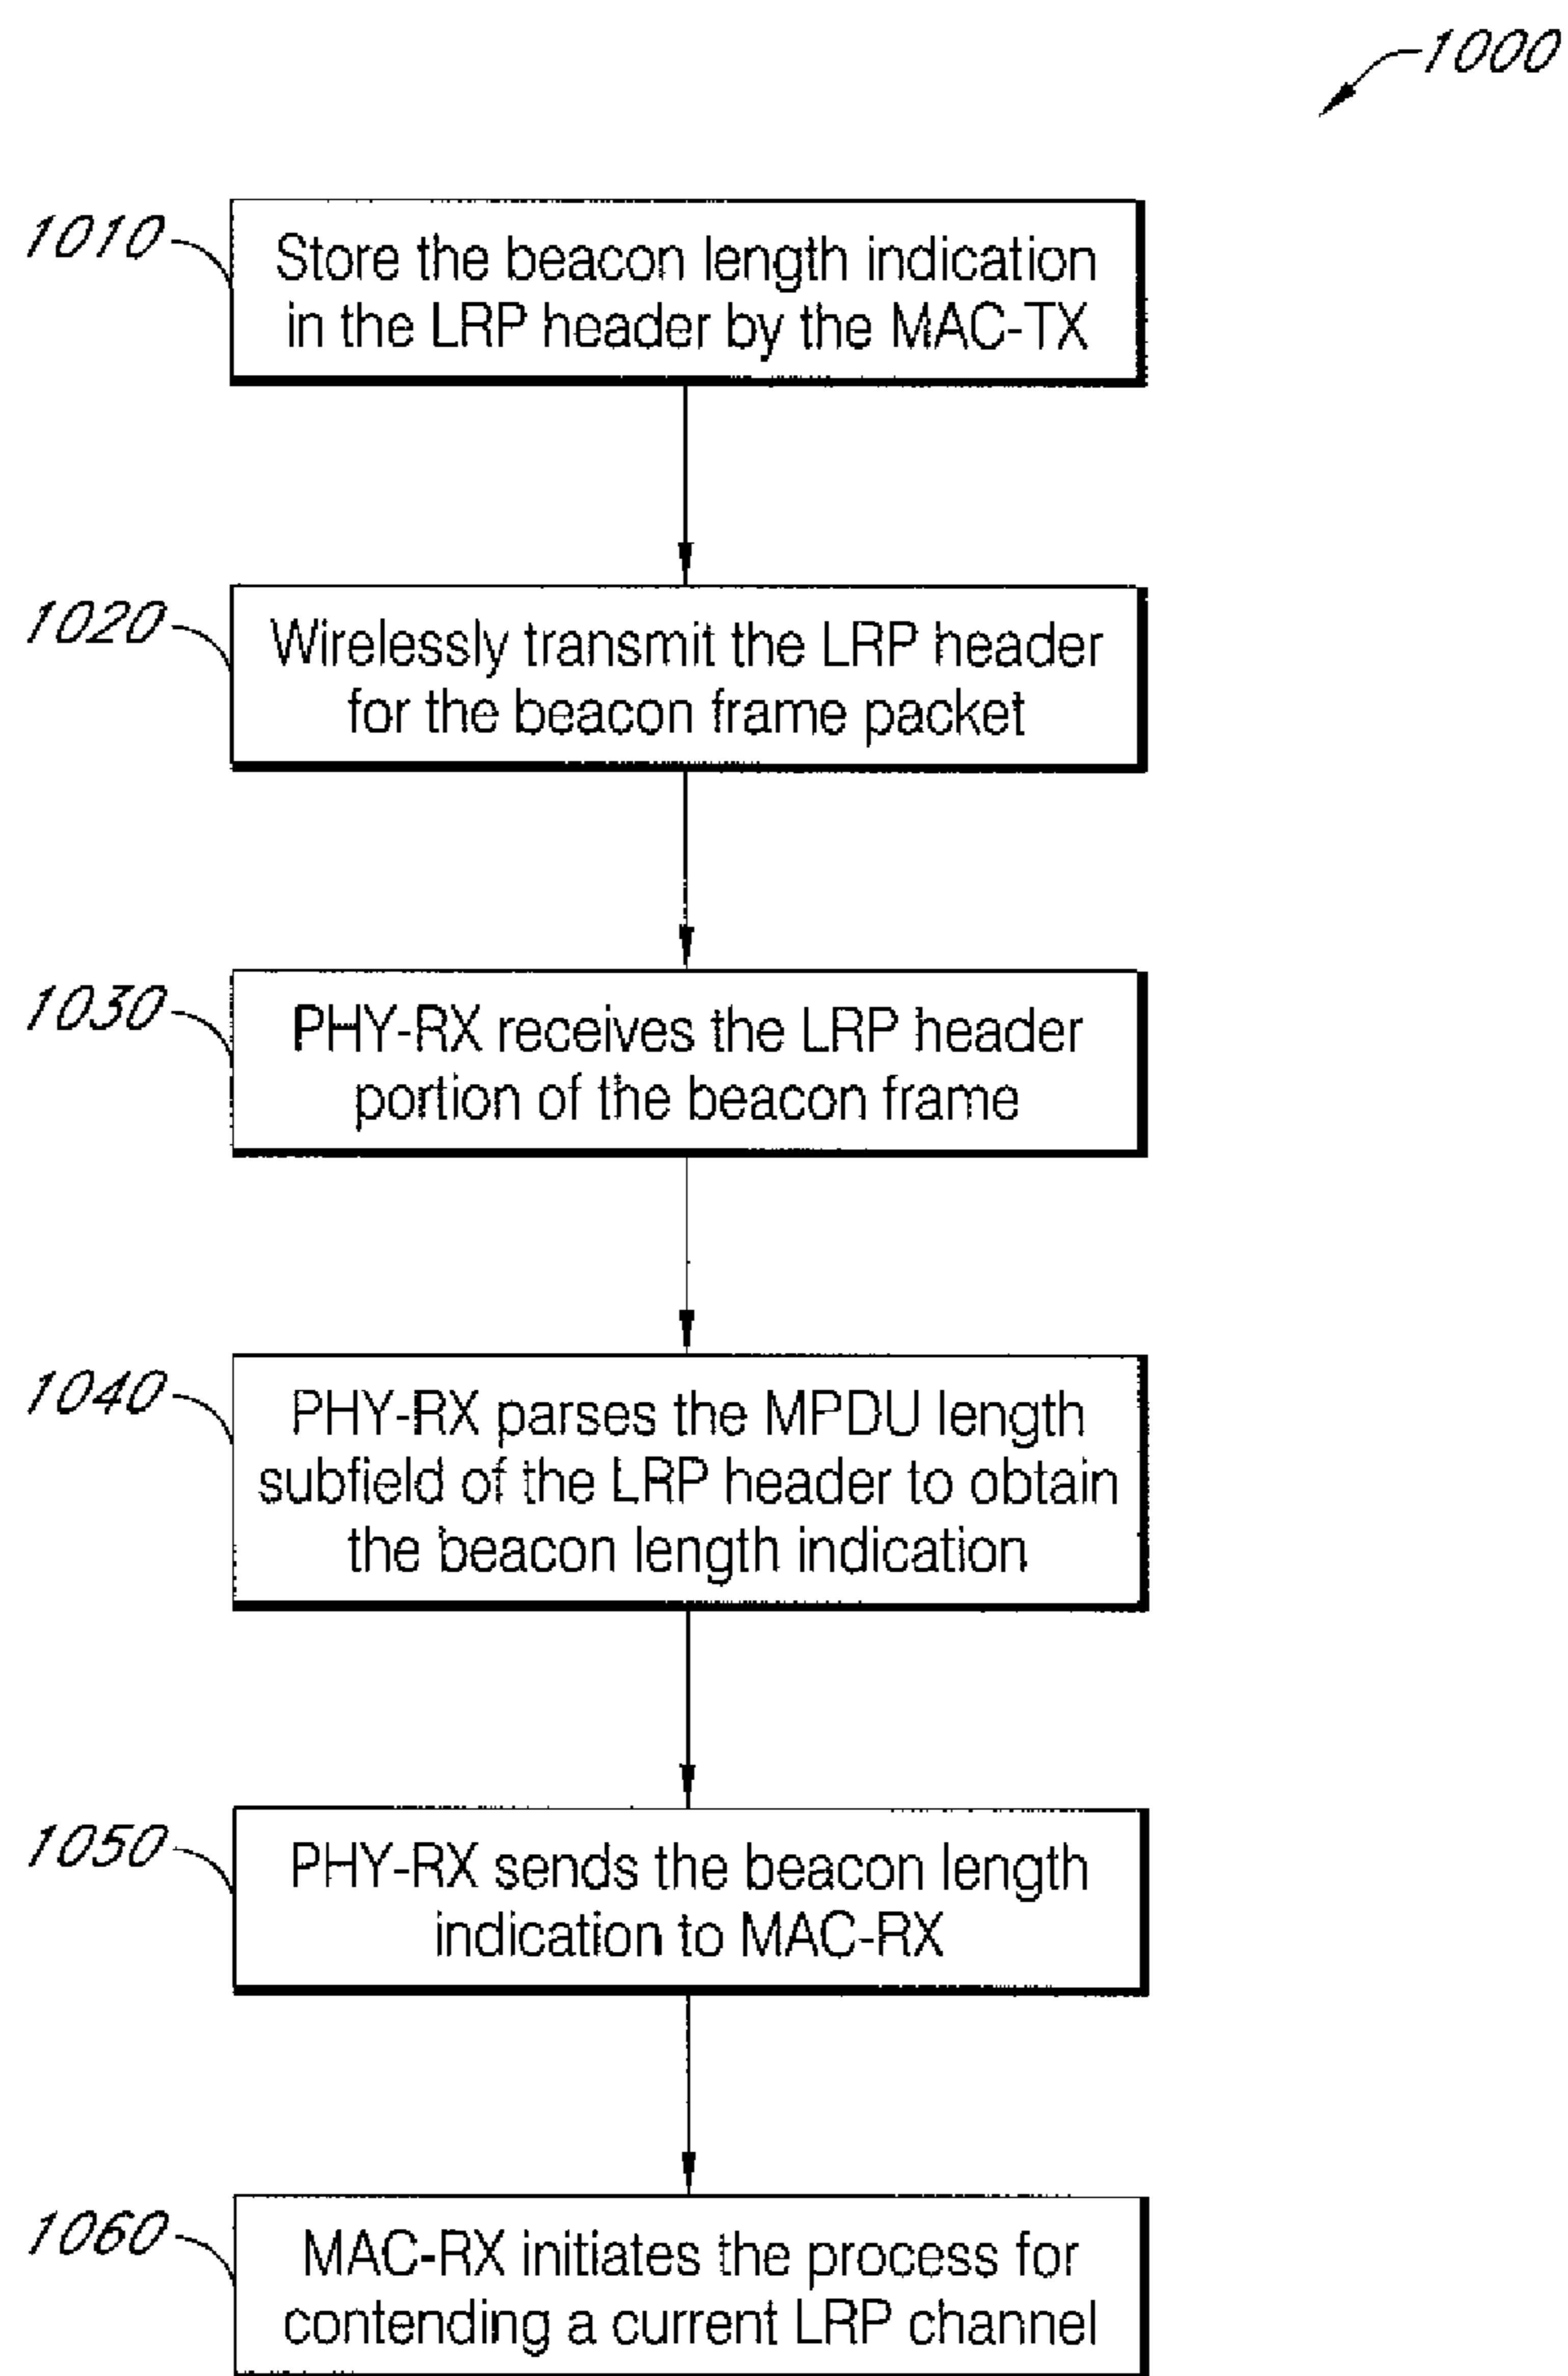 1000
1010
Store the beacon length indication
in the LRP header by the MAC-TX
1020
Wirelessly transmit the LRP header
for the beacon frame packet
1030
PHY-RX receives the LRP header
portion of the beacon frame
1040
PHY-RX parses the MPDU length
subfield of the LRP header to obtain
the beacon length indication
1050
PHY-RX sends the beacon length
indication to MAC-RX
1060
MAC-RX initiates the process for
contending a current LRP channel